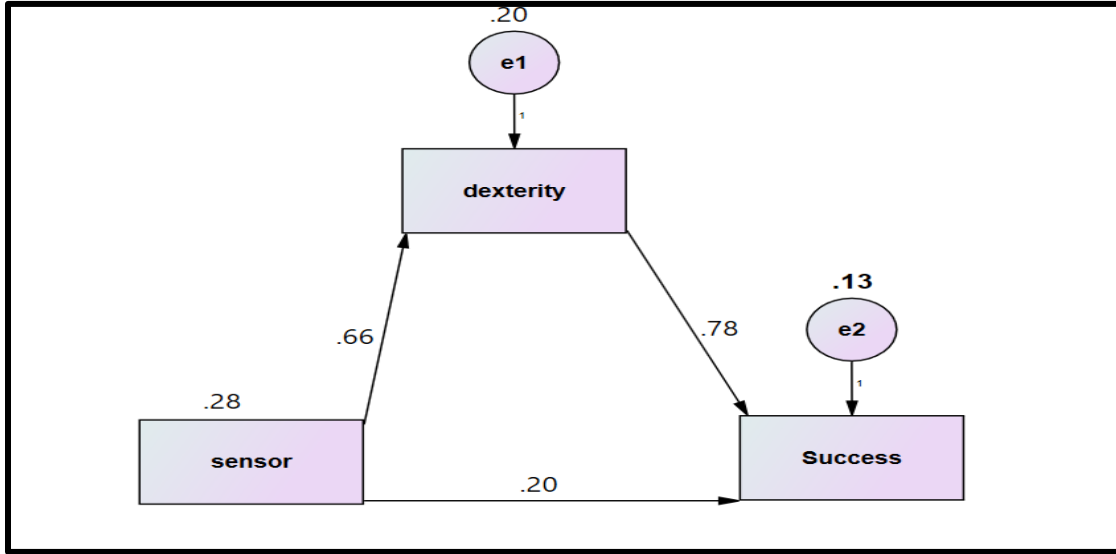 .20
e1
1
dexterity
.13
e2
.66
.78
1
.28
sensor
Success
.20